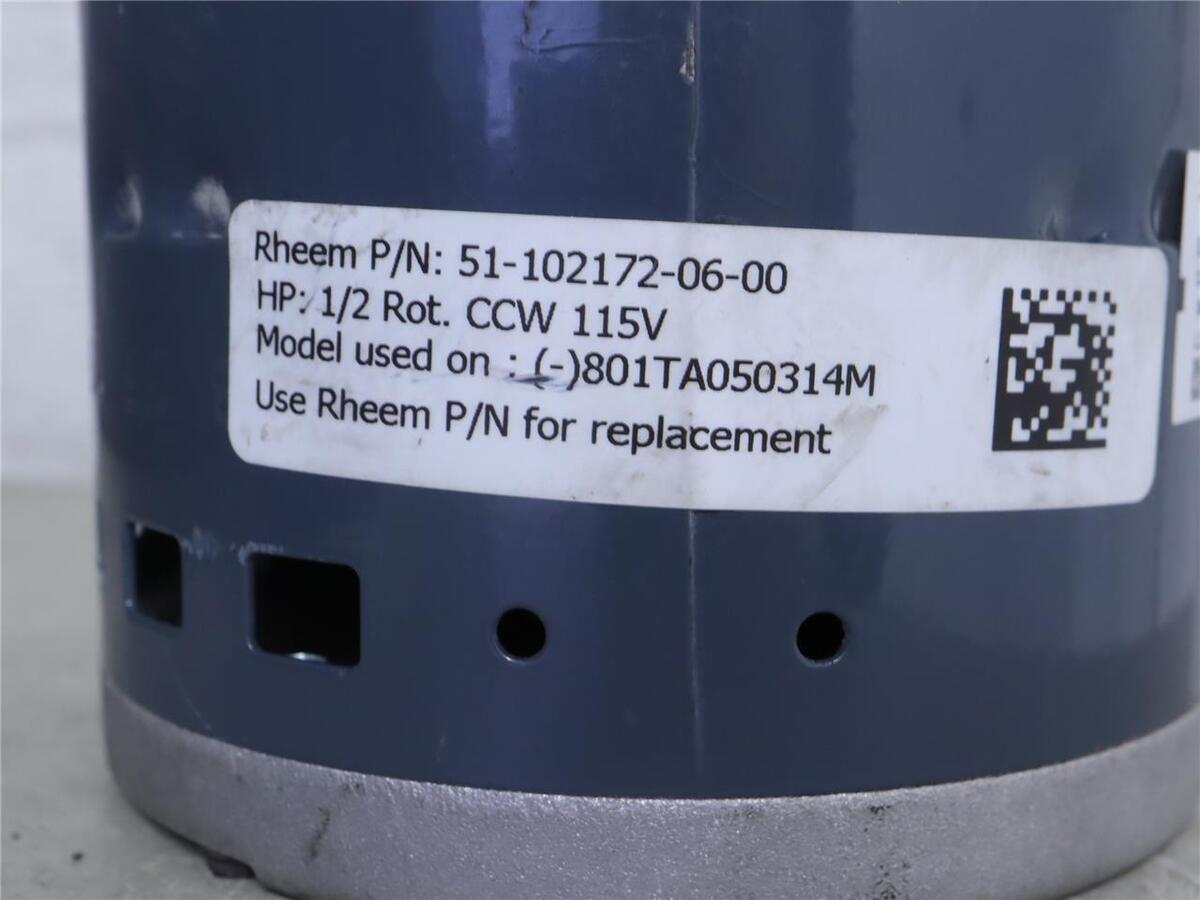 Rheem P/N: 51-102172-06-00
HP: 1/2 Rot. CCW 115V
Model used on : (-)801TA050314M
Use Rheem P/N for replacement